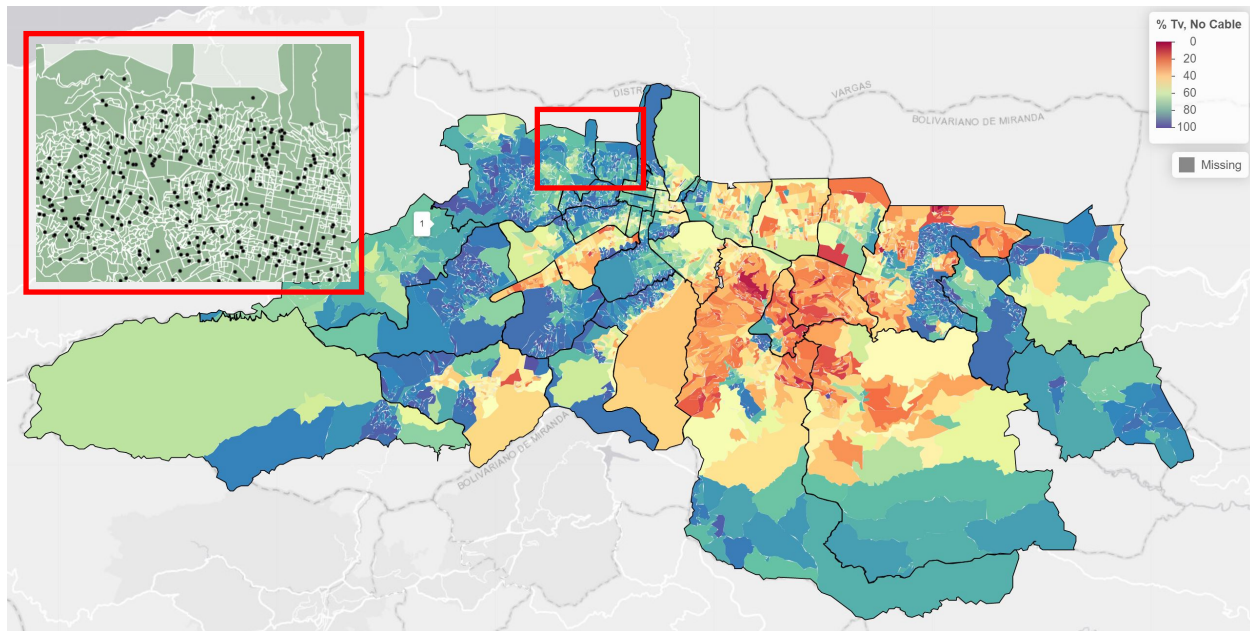 % Tv, No Cable
0
20
40
60
80
100
Missing
DISTR
VARGAS
BOLIVARIANO DE MIRANDA
1
BOLIVARIANO DE MIRANDA